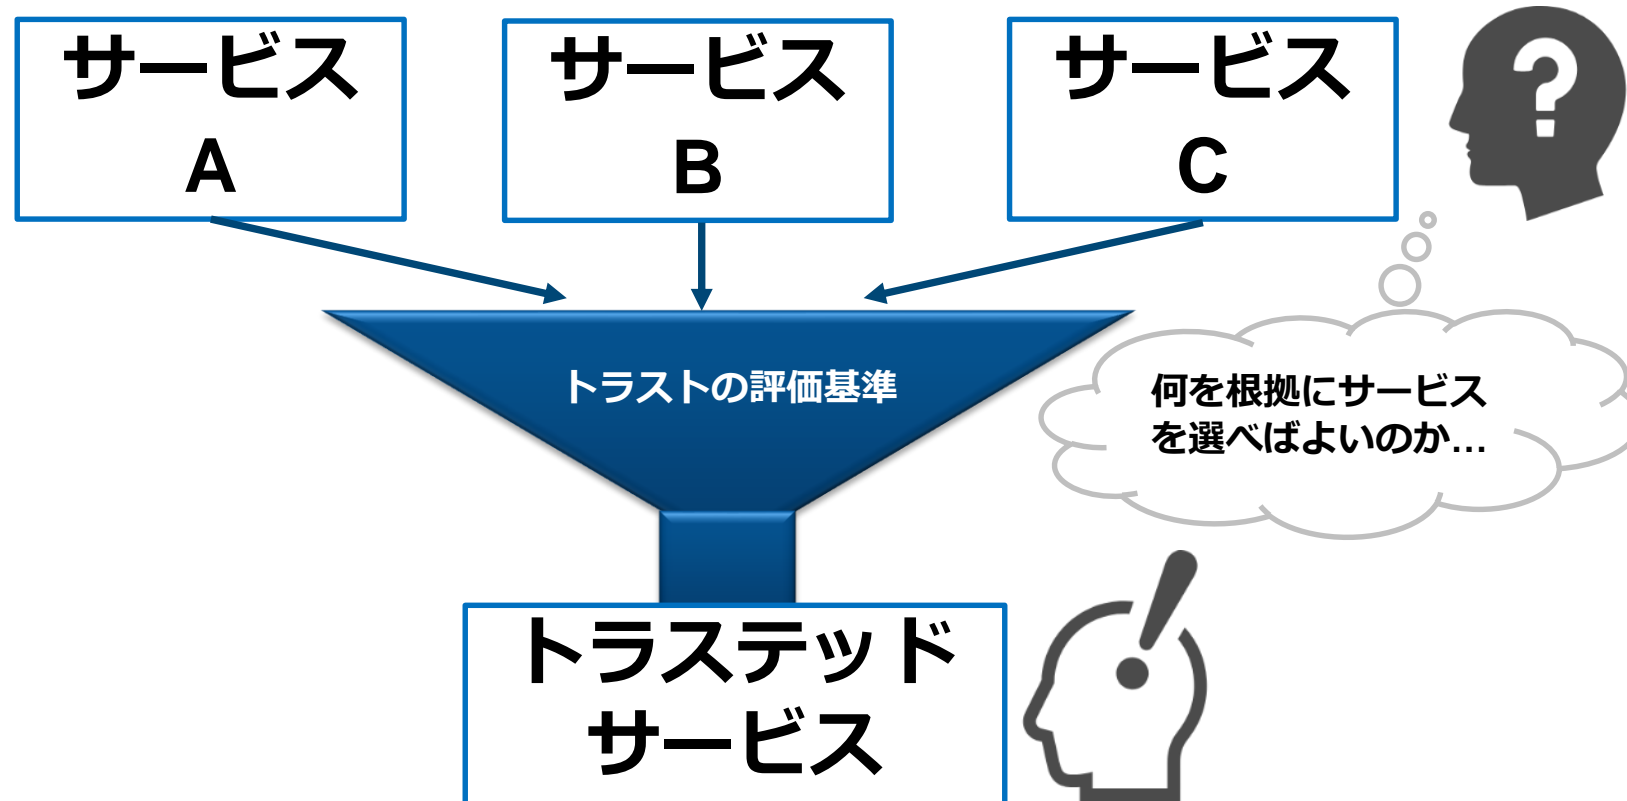 サービス
A
サービス
B
サービス
C
?
トラストの評価基準
何を根拠にサービス
を選べばよいのか…
トラステッド
サービス